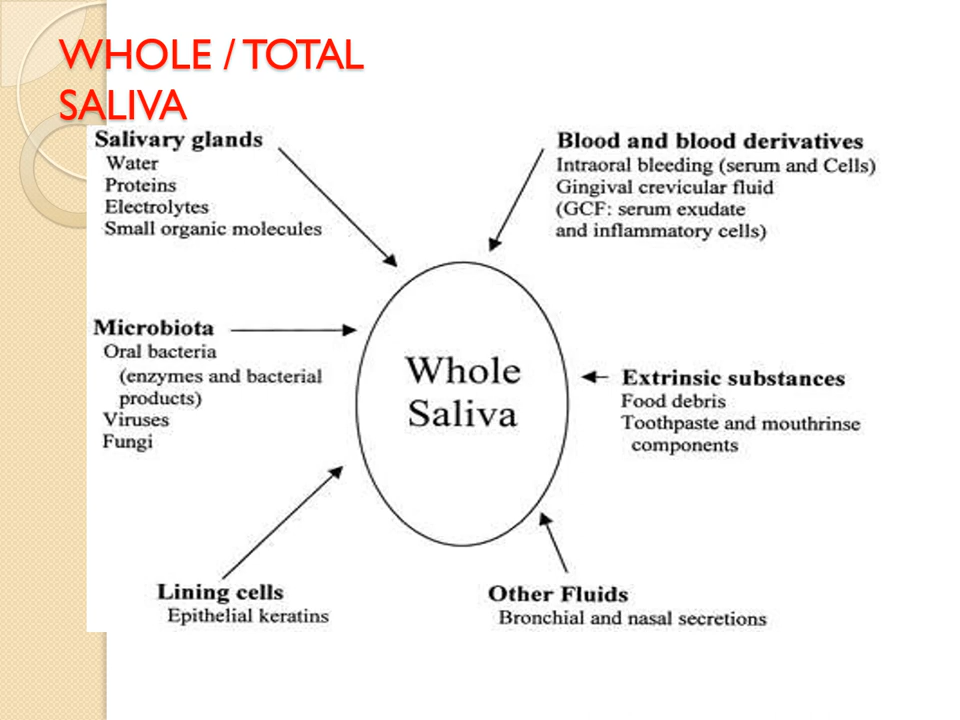 WHOLE / TOTAL
SALIVA
Salivary glands
Water
Proteins
Electrolytes
Small organic molecules
Blood and blood derivatives
Intraoral bleeding (serum and Cells)
Gingival crevicular fluid
(GCF: serum exudate
and inflammatory cells)
Microbiota
Oral bacteria
(enzymes and bacterial
products)
Viruses
Fungi
Whole
Saliva
Extrinsic substances
Food debris
Toothpaste and mouthrinse
components
Lining cells
Epithelial keratins
Other Fluids
Bronchial and nasal secretions